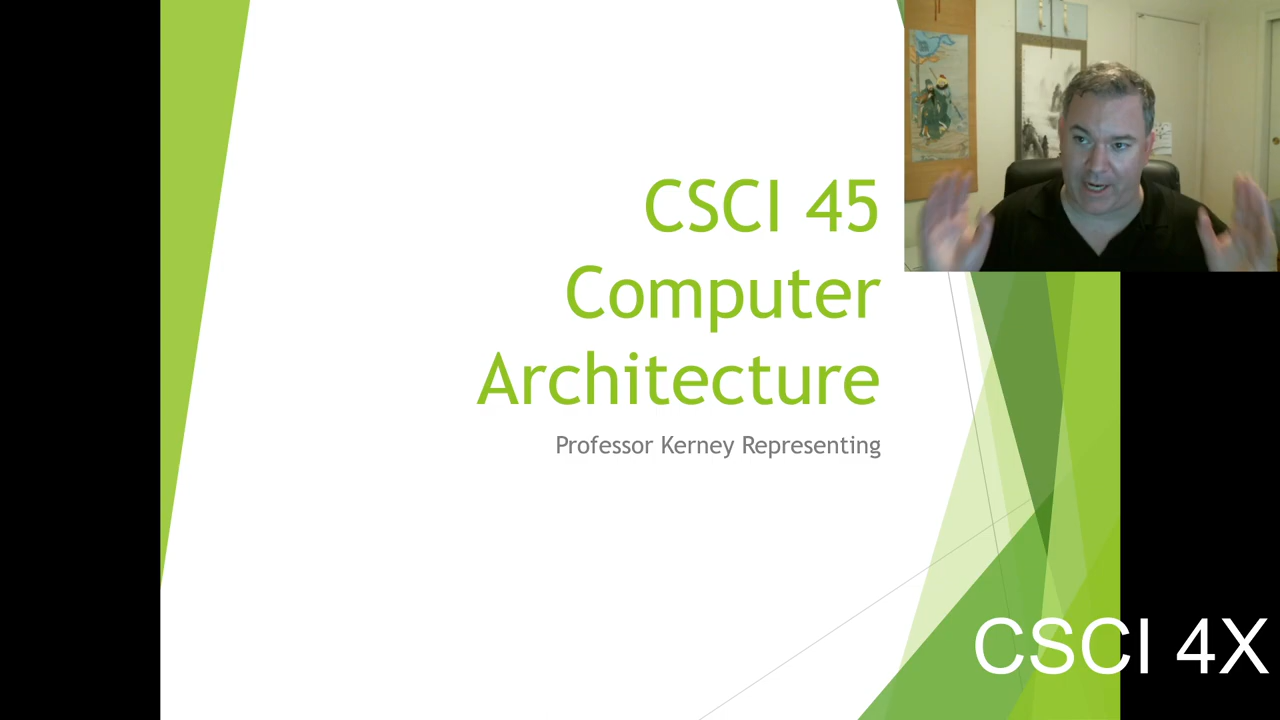 CSCI 45
Computer
Architecture
Professor Kerney Representing
CSCI 4X